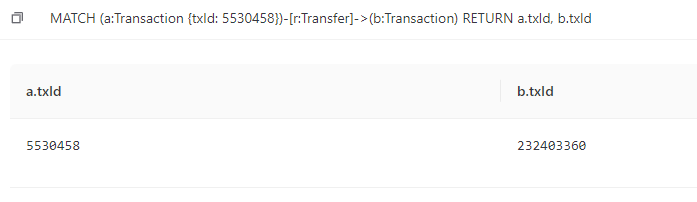 MATCH (a:Transaction {txId: 5530458})-[r:Transfer]->(b:Transaction) RETURN a.txId, b.txId
a.txId b.txId
5530458 232403360